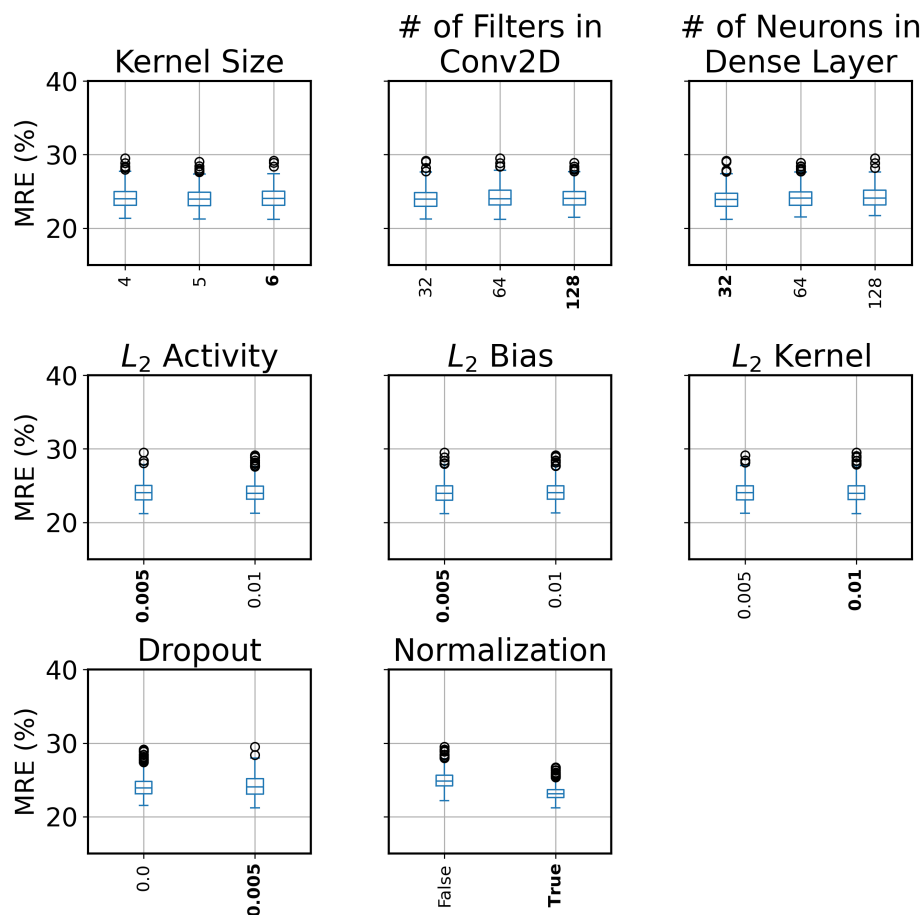 Kernel Size
# of Filters in
Conv2D
# of Neurons in
Dense Layer
MRE (%)
40
30
20
4
5
6
32
64
128
32
64
128
L₂ Activity
L₂ Bias
L₂ Kernel
MRE (%)
40
30
20
0.005
0.01
0.005
0.01
0.005
0.01
Dropout
Normalization
MRE (%)
40
30
20
0.0
0.005
False
True